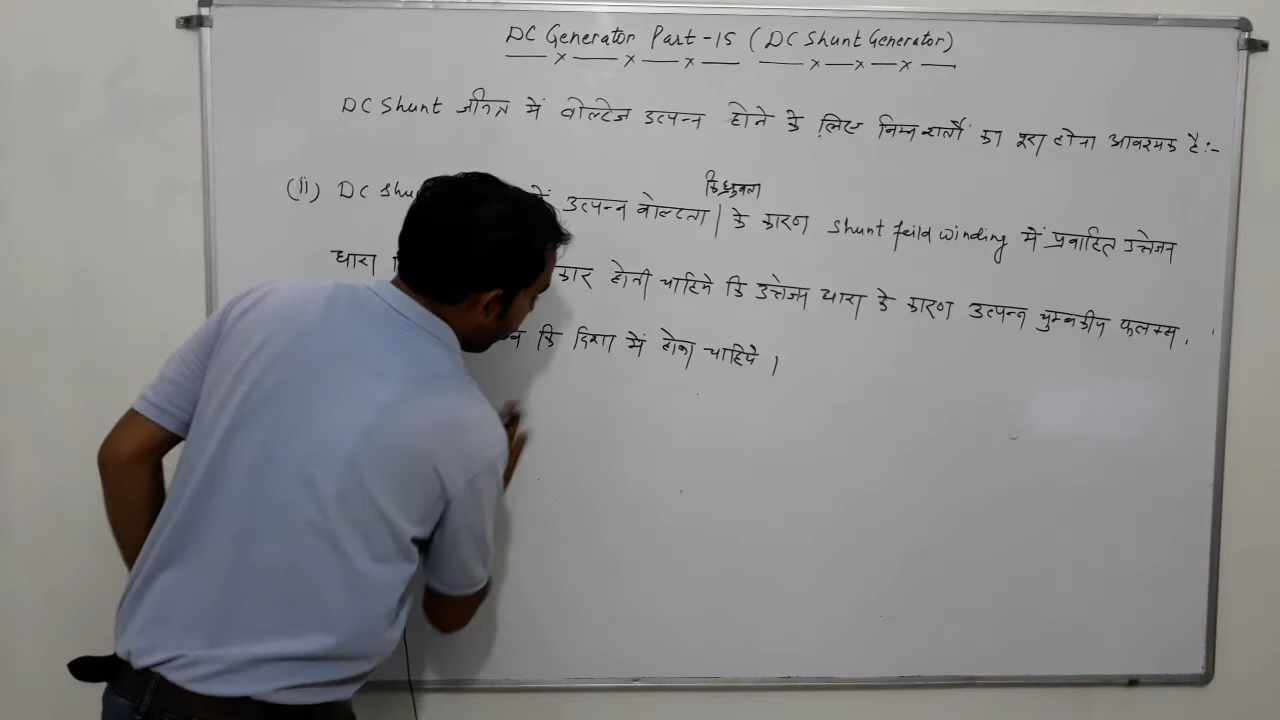 DC Generator Part-15 (DC Shunt Generator)
DC Shunt जनित्र में वोल्टेज उत्पन्न होने के लिए निम्न शर्तों का पूरा होना आवश्यक है:-
कि ध्रुवता
(ii) DC Shu में उत्पन्न वोल्टता | के कारण Shunt feild winding में प्रवाहित उत्तेजन
धारा कार होनी चाहिये कि उत्तेजन धारा के कारण उत्पन्न चुम्बकीय फलक्स,
कि दिशा में होना चाहिये।